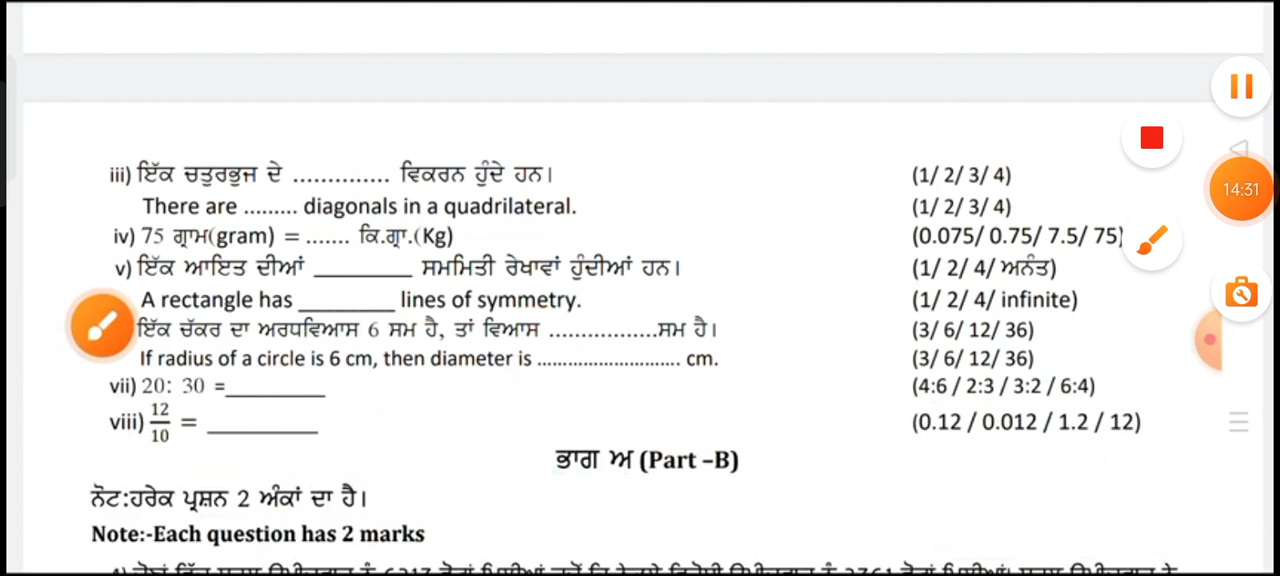 iii) ਇੱਕ ਚਤੁਰਭੁਜ ਦੇ .............. ਵਿਕਰਨ ਹੁੰਦੇ ਹਨ। (1/ 2/ 3/ 4)
There are ......... diagonals in a quadrilateral. (1/ 2/ 3/ 4)
iv) 75 ਗ੍ਰਾਮ(gram) = ....... ਕਿ.ਗ੍ਰਾ.(Kg) (0.075/ 0.75/ 7.5/ 75)
14:31
v) ਇੱਕ ਆਇਤ ਦੀਆਂ __________ ਸਮਮਿਤੀ ਰੇਖਾਵਾਂ ਹੁੰਦੀਆਂ ਹਨ। (1/ 2/ 4/ ਅਨੰਤ)
A rectangle has __________ lines of symmetry. (1/ 2/ 4/ infinite)
ਇੱਕ ਚੱਕਰ ਦਾ ਅਰਧਵਿਆਸ 6 ਸਮ ਹੈ, ਤਾਂ ਵਿਆਸ .................ਸਮ ਹੈ। (3/ 6/ 12/ 36)
If radius of a circle is 6 cm, then diameter is ............................ cm. (3/ 6/ 12/ 36)
vii) 20: 30 =__________ (4:6 / 2:3 / 3:2 / 6:4)
viii) 12/10 = ___________ (0.12 / 0.012 / 1.2 / 12)
ਭਾਗ ਅ (Part –B)
ਨੋਟ:ਹਰੇਕ ਪ੍ਰਸ਼ਨ 2 ਅੰਕਾਂ ਦਾ ਹੈ।
Note:-Each question has 2 marks